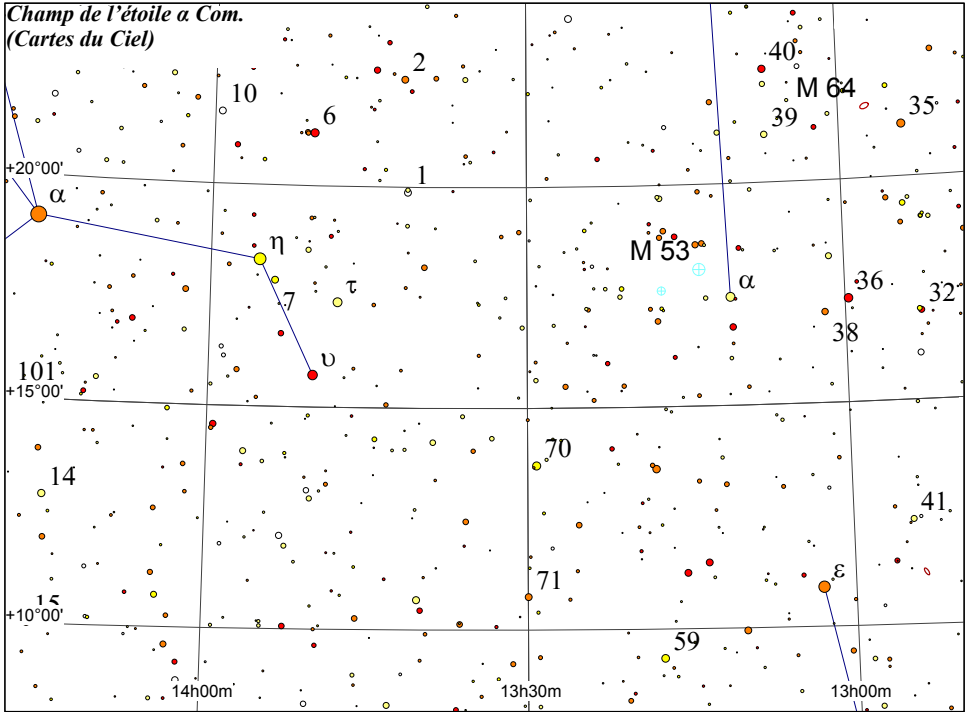 Champ de l'étoile α Com.
(Cartes du Ciel)
40
2
M 64
10
35
6
39
+20°00'
1
α
η
M 53
7
τ
α
36
32
38
υ
101
+15°00'
70
14
41
ε
71
15
+10°00'
59
14h00m
13h30m
13h00m